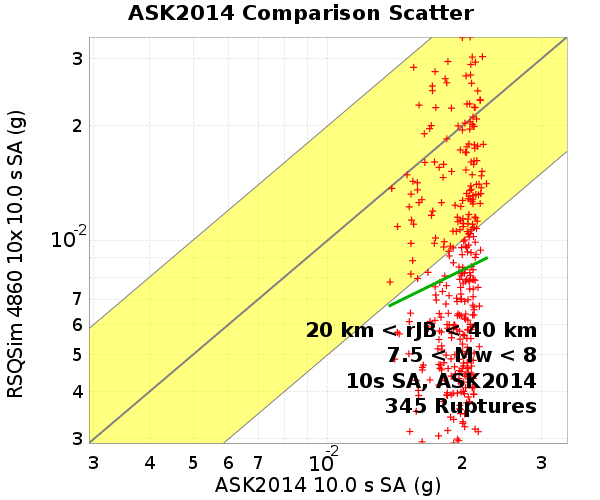 ASK2014 Comparison Scatter
RSQSim 4860 10x 10.0 s SA (g)
3
2
10-2
7
6
5
4
3
20 km < rJB < 40 km
7.5 < Mw < 8
10s SA, ASK2014
345 Ruptures
3 4 5 6 7 10-2 2 3
ASK2014 10.0 s SA (g)